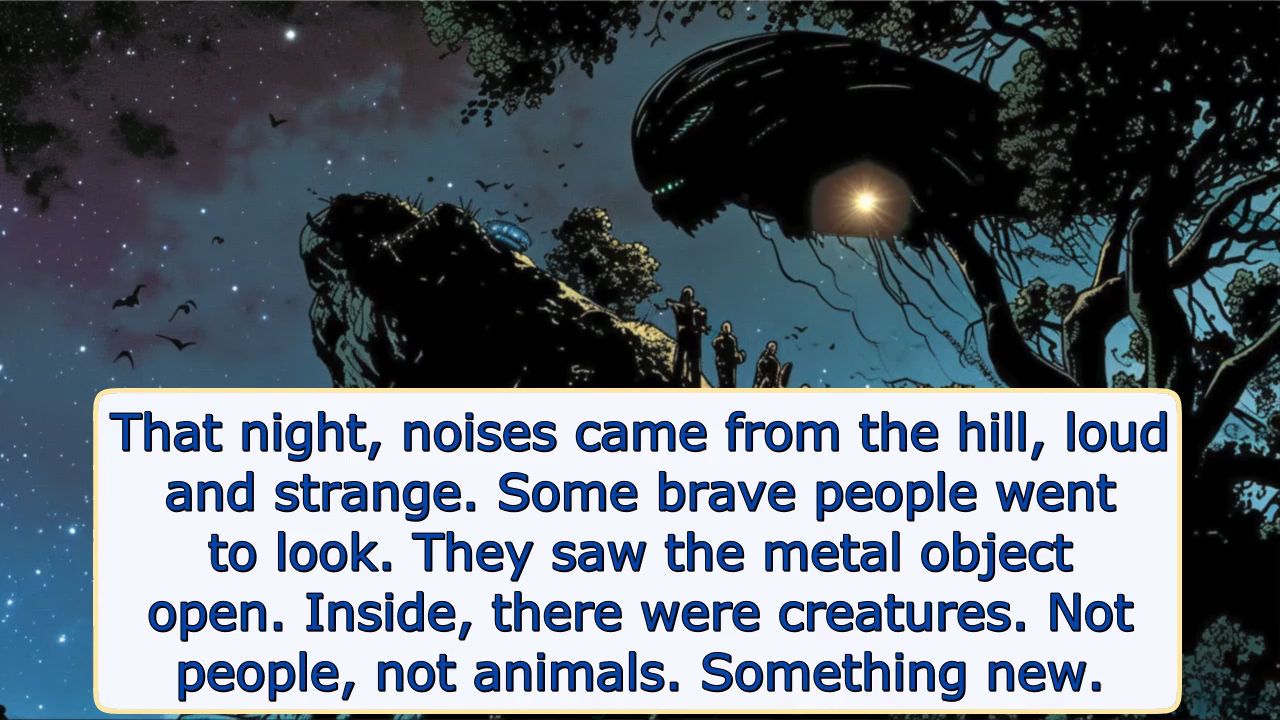 That night, noises came from the hill, loud
and strange. Some brave people went
to look. They saw the metal object
open. Inside, there were creatures. Not
people, not animals. Something new.